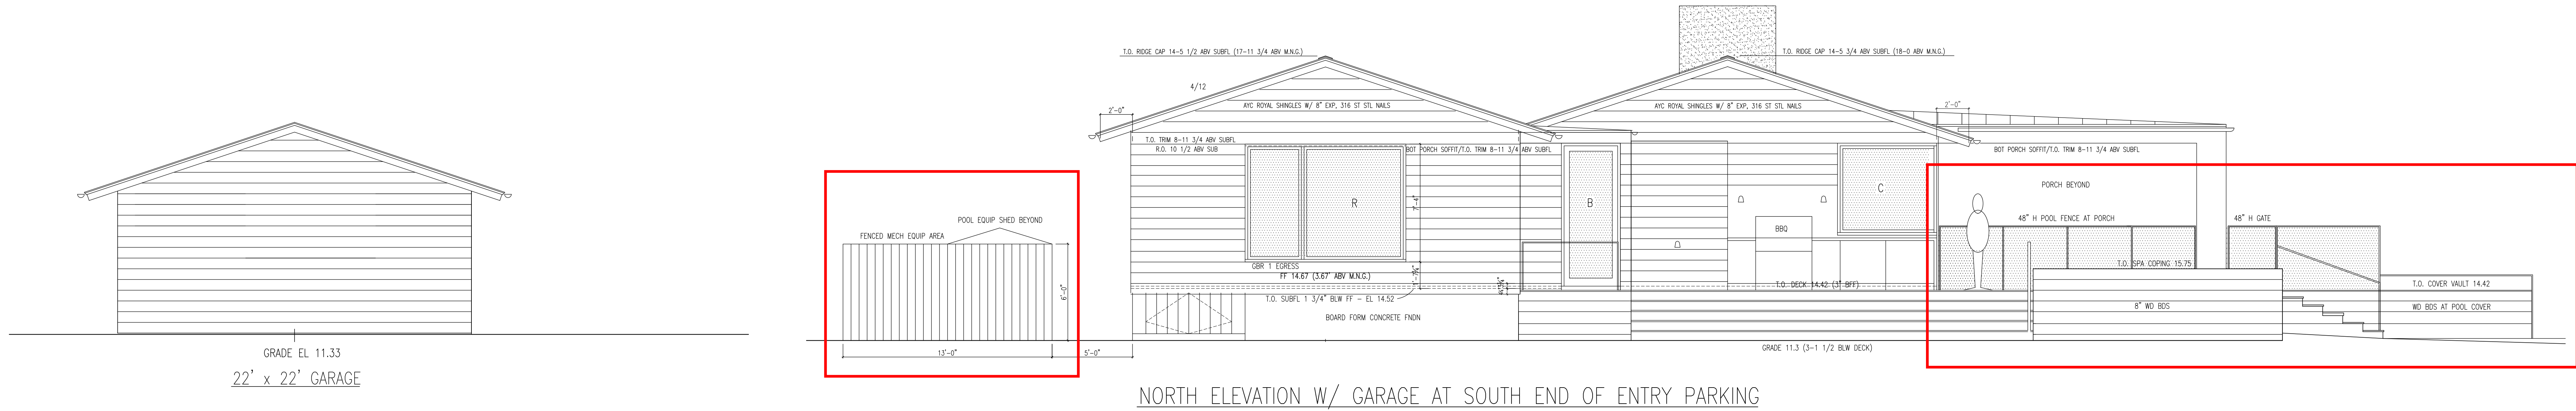 T.O. RIDGE CAP 14-5 1/2 ABV SUBFL (17-11 3/4 ABV M.N.G.)
T.O. RIDGE CAP 14-5 3/4 ABV SUBFL (18-0 ABV M.N.G.)
4/12
2'-0"
AYC ROYAL SHINGLES W/ 8" EXP, 316 ST STL NAILS
AYC ROYAL SHINGLES W/ 8" EXP, 316 ST STL NAILS
2'-0"
T.O. TRIM 8-11 3/4 ABV SUBFL
R.O. 10 1/2 ABV SUB
BOT PORCH SOFFIT/T.O. TRIM 8-11 3/4 ABV SUBFL
BOT PORCH SOFFIT/T.O. TRIM 8-11 3/4 ABV SUBFL
PORCH BEYOND
R
7'-4"
B
C
POOL EQUIP SHED BEYOND
FENCED MECH EQUIP AREA
BBQ
48" H POOL FENCE AT PORCH
48" H GATE
GBR 1 EGRESS
FF 14.67 (3.67' ABV M.N.G.)
T.O. SPA COPING 15.75
6'-0"
T.O. SUBFL 1 3/4" BLW FF - EL 14.52
T.O. DECK 14.42 (3" BFF)
T.O. COVER VAULT 14.42
8" WD BDS
WD BDS AT POOL COVER
BOARD FORM CONCRETE FNDN
13'-0"
5'-0"
GRADE 11.3 (3-1 1/2 BLW DECK)
GRADE EL 11.33
22' x 22' GARAGE
NORTH ELEVATION W/ GARAGE AT SOUTH END OF ENTRY PARKING